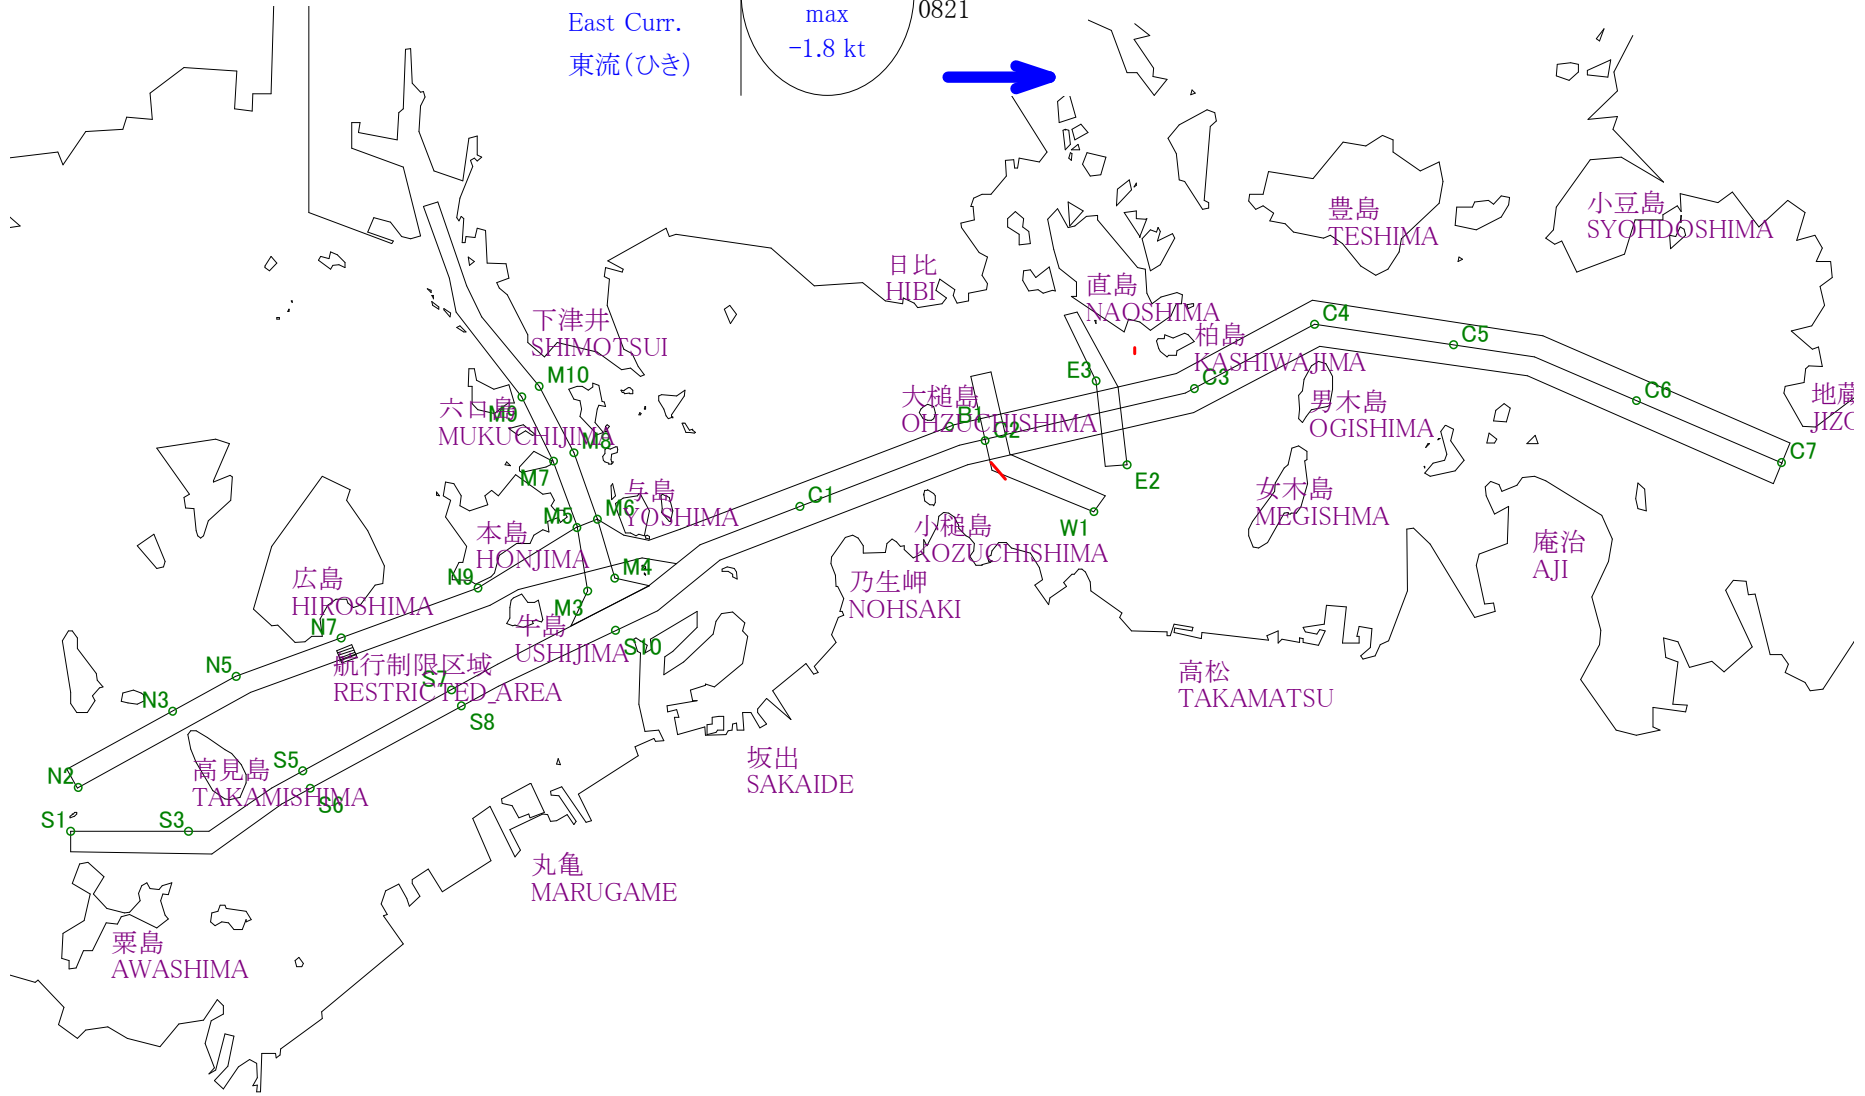 East Curr.
東流(ひき)
max
-1.8 kt
0821
豊島
TESHIMA
小豆島
SYOHDOSHIMA
日比
HIBI
直島
NAOSHIMA
下津井
SHIMOTSUI
柏島
KASHIWAJIMA
C4
C5
E3
C3
M10
M9
六口島
MUKUCHIJIMA
M8
M7
大槌島
OHZUCHISHIMA
B1
C2
男木島
OGISHIMA
C6
地蔵
JIZO
C7
E2
与島
YOSHIMA
C1
M5
M6
W1
女木島
MEGISHMA
小槌島
KOZUCHISHIMA
本島
HONJIMA
庵治
AJI
広島
HIROSHIMA
N9
M4
M3
乃生岬
NOHSAKI
N7
牛島
USHIJIMA
S10
N5
航行制限区域
RESTRICTED_AREA
S7
高松
TAKAMATSU
N3
S8
坂出
SAKAIDE
N2
高見島
TAKAMISHIMA
S5
S6
S1
S3
丸亀
MARUGAME
粟島
AWASHIMA